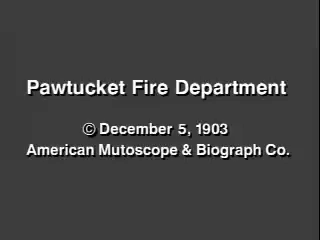 Pawtucket Fire Department
© December 5, 1903
American Mutoscope & Biograph Co.